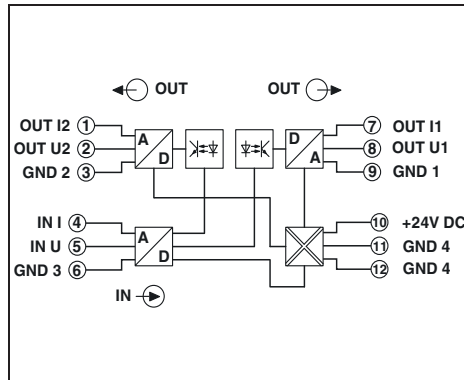 OUT OUT
OUT I2 1 A D 7 OUT I1
OUT U2 2 8 OUT U1
GND 2 3 D A 9 GND 1
IN I 4 A 10 +24V DC
IN U 5 11 GND 4
GND 3 6 D 12 GND 4
IN